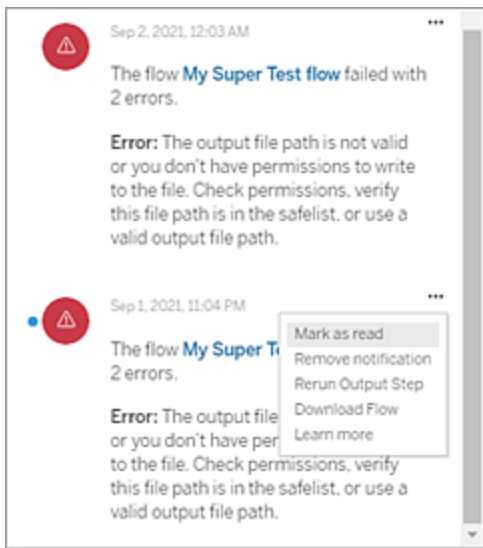 Sep 2, 2021, 12:03 AM
The flow My Super Test flow failed with
2 errors.
Error: The output file path is not valid
or you don't have permissions to write
to the file. Check permissions, verify
this file path is in the safelist, or use a
valid output file path.
Sep 1, 2021, 11:04 PM
The flow My Super
2 errors.
Error: The output file
or you don't have
to the file. Check permissions, verify
this file path is in the safelist, or use a
valid output file path.
Mark as read
Remove notification
Rerun Output Step
Download Flow
Learn more